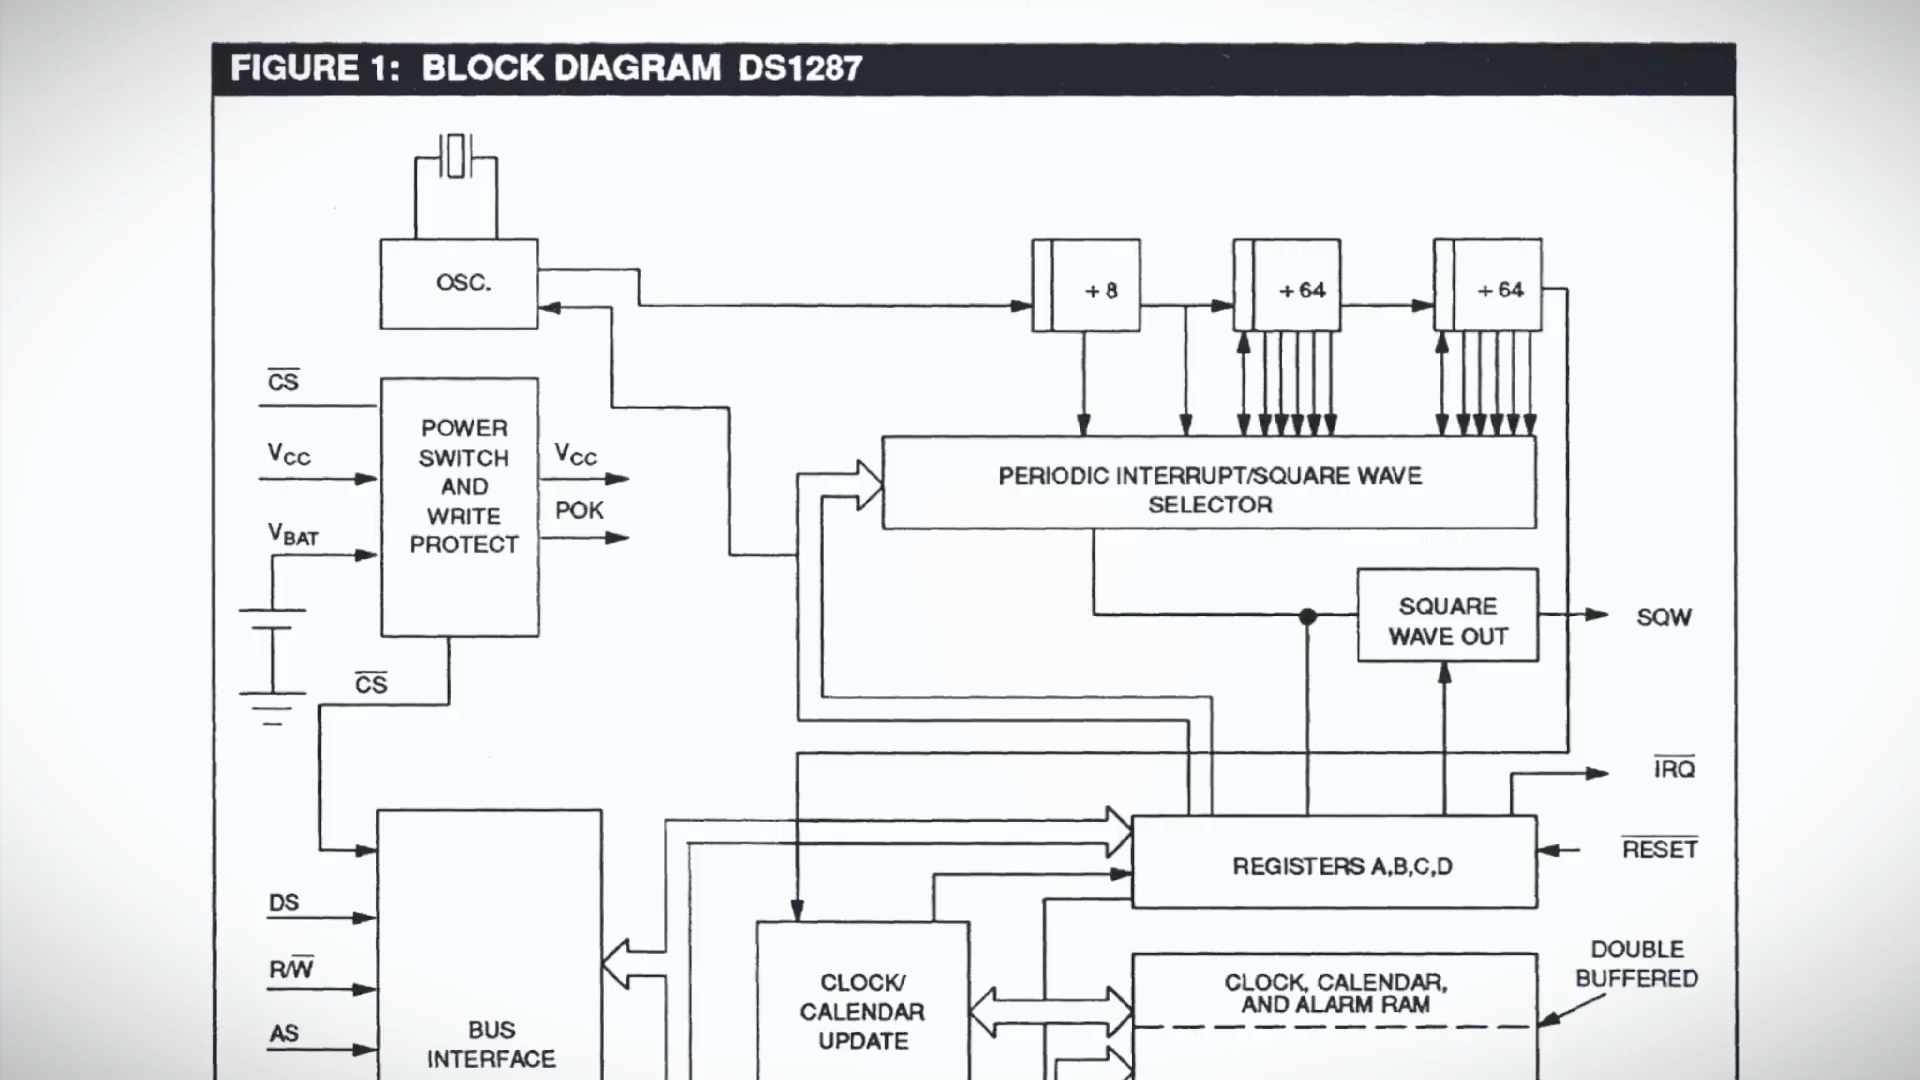 FIGURE 1: BLOCK DIAGRAM DS1287
OSC.
÷ 8
÷ 64
÷ 64
CS
VCC
VBAT
POWER
SWITCH
AND
WRITE
PROTECT
VCC
POK
PERIODIC INTERRUPT/SQUARE WAVE
SELECTOR
SQUARE
WAVE OUT
SQW
CS
IRQ
RESET
REGISTERS A,B,C,D
DS
R/W
AS
BUS
INTERFACE
CLOCK/
CALENDAR
UPDATE
CLOCK, CALENDAR,
AND ALARM RAM
DOUBLE
BUFFERED